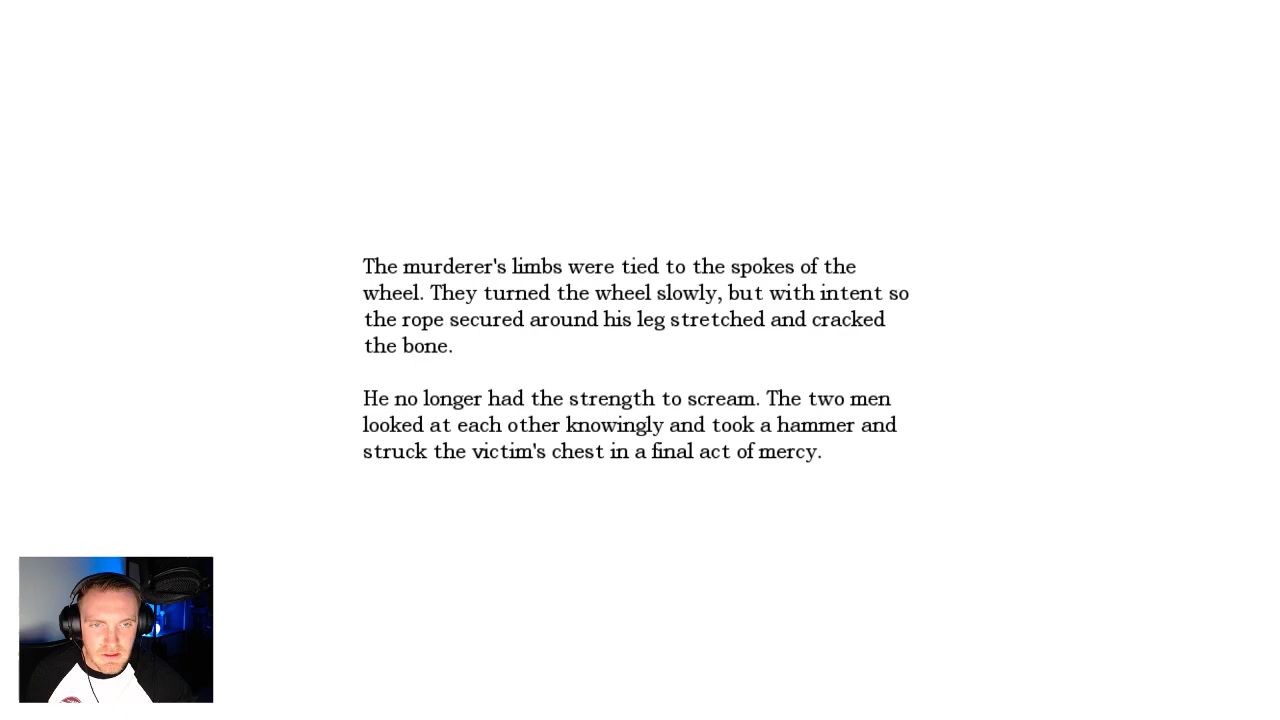 The murderer's limbs were tied to the spokes of the
wheel. They turned the wheel slowly, but with intent so
the rope secured around his leg stretched and cracked
the bone.
He no longer had the strength to scream. The two men
looked at each other knowingly and took a hammer and
struck the victim's chest in a final act of mercy.